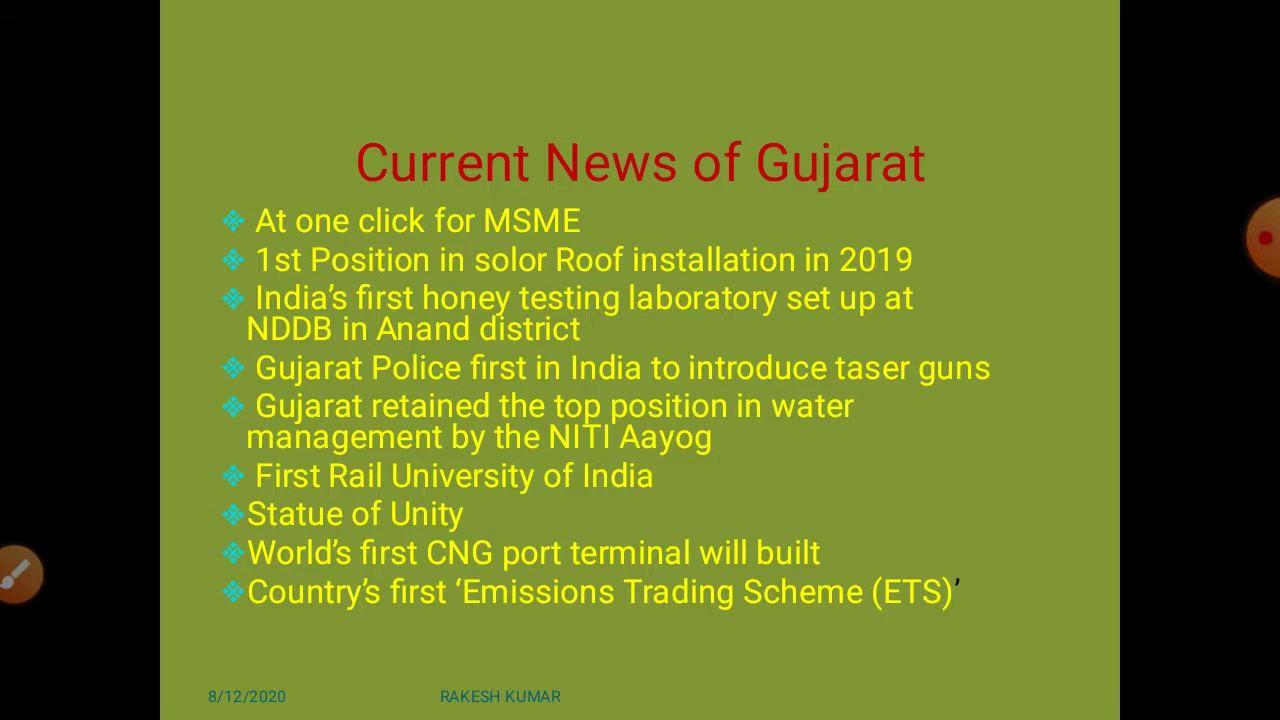 Current News of Gujarat
❖ At one click for MSME
❖ 1st Position in solor Roof installation in 2019
❖ India’s first honey testing laboratory set up at
NDDB in Anand district
❖ Gujarat Police first in India to introduce taser guns
❖ Gujarat retained the top position in water
management by the NITI Aayog
❖ First Rail University of India
❖Statue of Unity
❖World’s first CNG port terminal will built
❖Country’s first ‘Emissions Trading Scheme (ETS)’
8/12/2020 RAKESH KUMAR